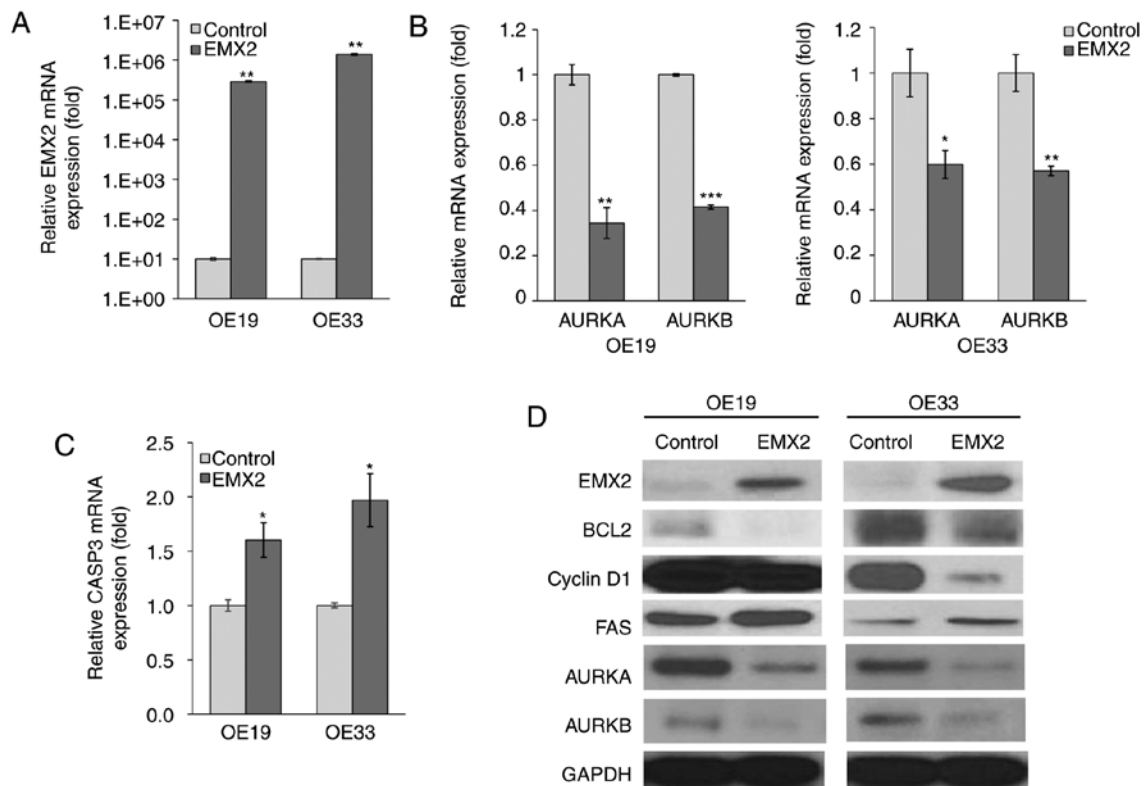 A
Relative EMX2 mRNA
expression (fold)
1.E+07
1.E+06
1.E+05
1.E+04
1.E+03
1.E+02
1.E+01
1.E+00
Control
EMX2
**
**
OE19
OE33
B
Relative mRNA expression (fold)
1.2
1
0.8
0.6
0.4
0.2
0
**
***
AURKA
AURKB
OE19
Relative mRNA expression (fold)
1.2
1
0.8
0.6
0.4
0.2
0
Control
EMX2
*
**
AURKA
AURKB
OE33
C
Relative CASP3 mRNA
expression (fold)
2.5
2.0
1.5
1.0
0.5
0.0
Control
EMX2
*
*
OE19
OE33
D
OE19
OE33
Control
EMX2
Control
EMX2
EMX2
BCL2
Cyclin D1
FAS
AURKA
AURKB
GAPDH